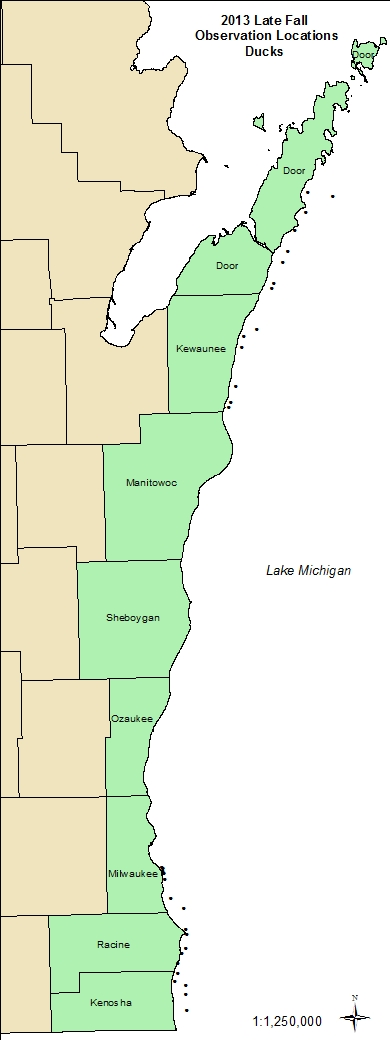 2013 Late Fall
Observation Locations
Ducks
Door
Door
Door
Kewaunee
Manitowoc
Lake Michigan
Sheboygan
Ozaukee
Milwaukee
Racine
Kenosha
N
1:1,250,000